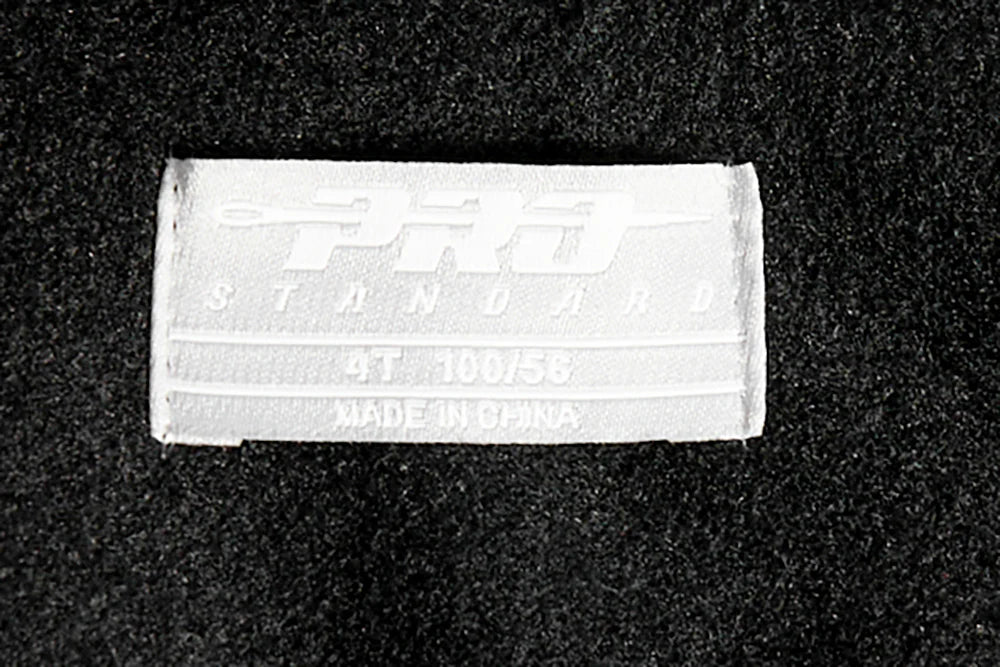 PRO
STANDARD
4T 100/56
MADE IN CHINA